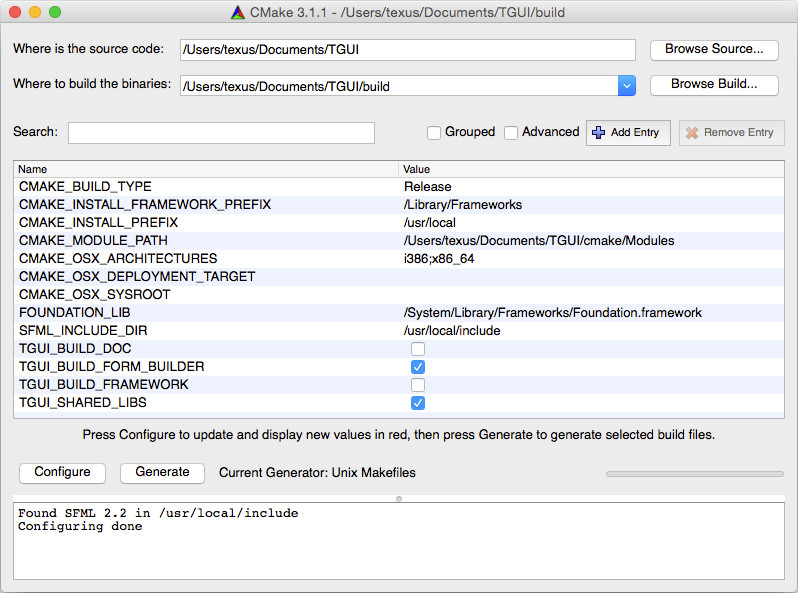 CMake 3.1.1 - /Users/texus/Documents/TGUI/build
Where is the source code: /Users/texus/Documents/TGUI Browse Source...
Where to build the binaries: /Users/texus/Documents/TGUI/build Browse Build...
Search: Grouped Advanced Add Entry Remove Entry
Name Value
CMAKE_BUILD_TYPE Release
CMAKE_INSTALL_FRAMEWORK_PREFIX /Library/Frameworks
CMAKE_INSTALL_PREFIX /usr/local
CMAKE_MODULE_PATH /Users/texus/Documents/TGUI/cmake/Modules
CMAKE_OSX_ARCHITECTURES i386;x86_64
CMAKE_OSX_DEPLOYMENT_TARGET
CMAKE_OSX_SYSROOT
FOUNDATION_LIB /System/Library/Frameworks/Foundation.framework
SFML_INCLUDE_DIR /usr/local/include
TGUI_BUILD_DOC
TGUI_BUILD_FORM_BUILDER
TGUI_BUILD_FRAMEWORK
TGUI_SHARED_LIBS
Press Configure to update and display new values in red, then press Generate to generate selected build files.
Configure Generate Current Generator: Unix Makefiles
Found SFML 2.2 in /usr/local/include
Configuring done